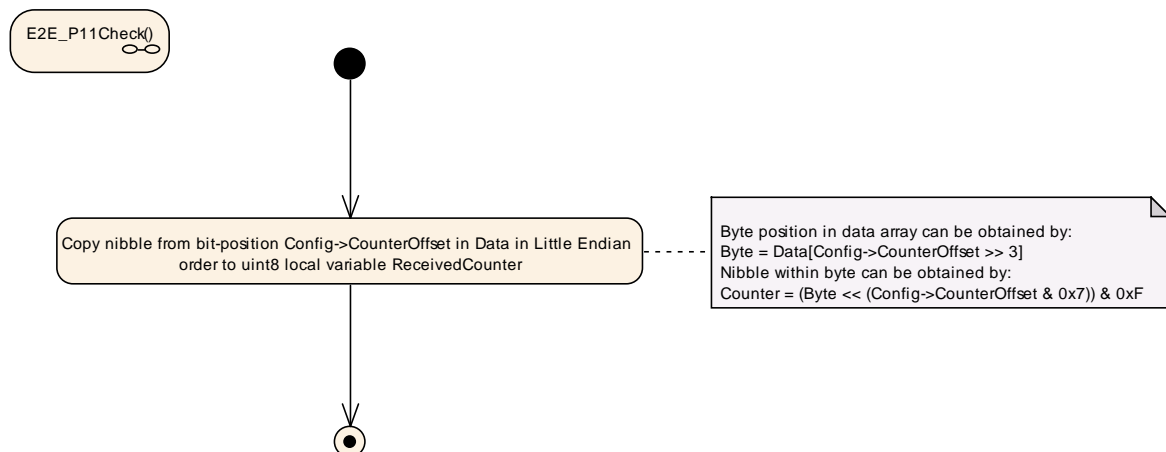 E2E_P11Check()
Copy nibble from bit-position Config->CounterOffset in Data in Little Endian
order to uint8 local variable ReceivedCounter
Byte position in data array can be obtained by:
Byte = Data[Config->CounterOffset >> 3]
Nibble within byte can be obtained by:
Counter = (Byte << (Config->CounterOffset & 0x7)) & 0xF